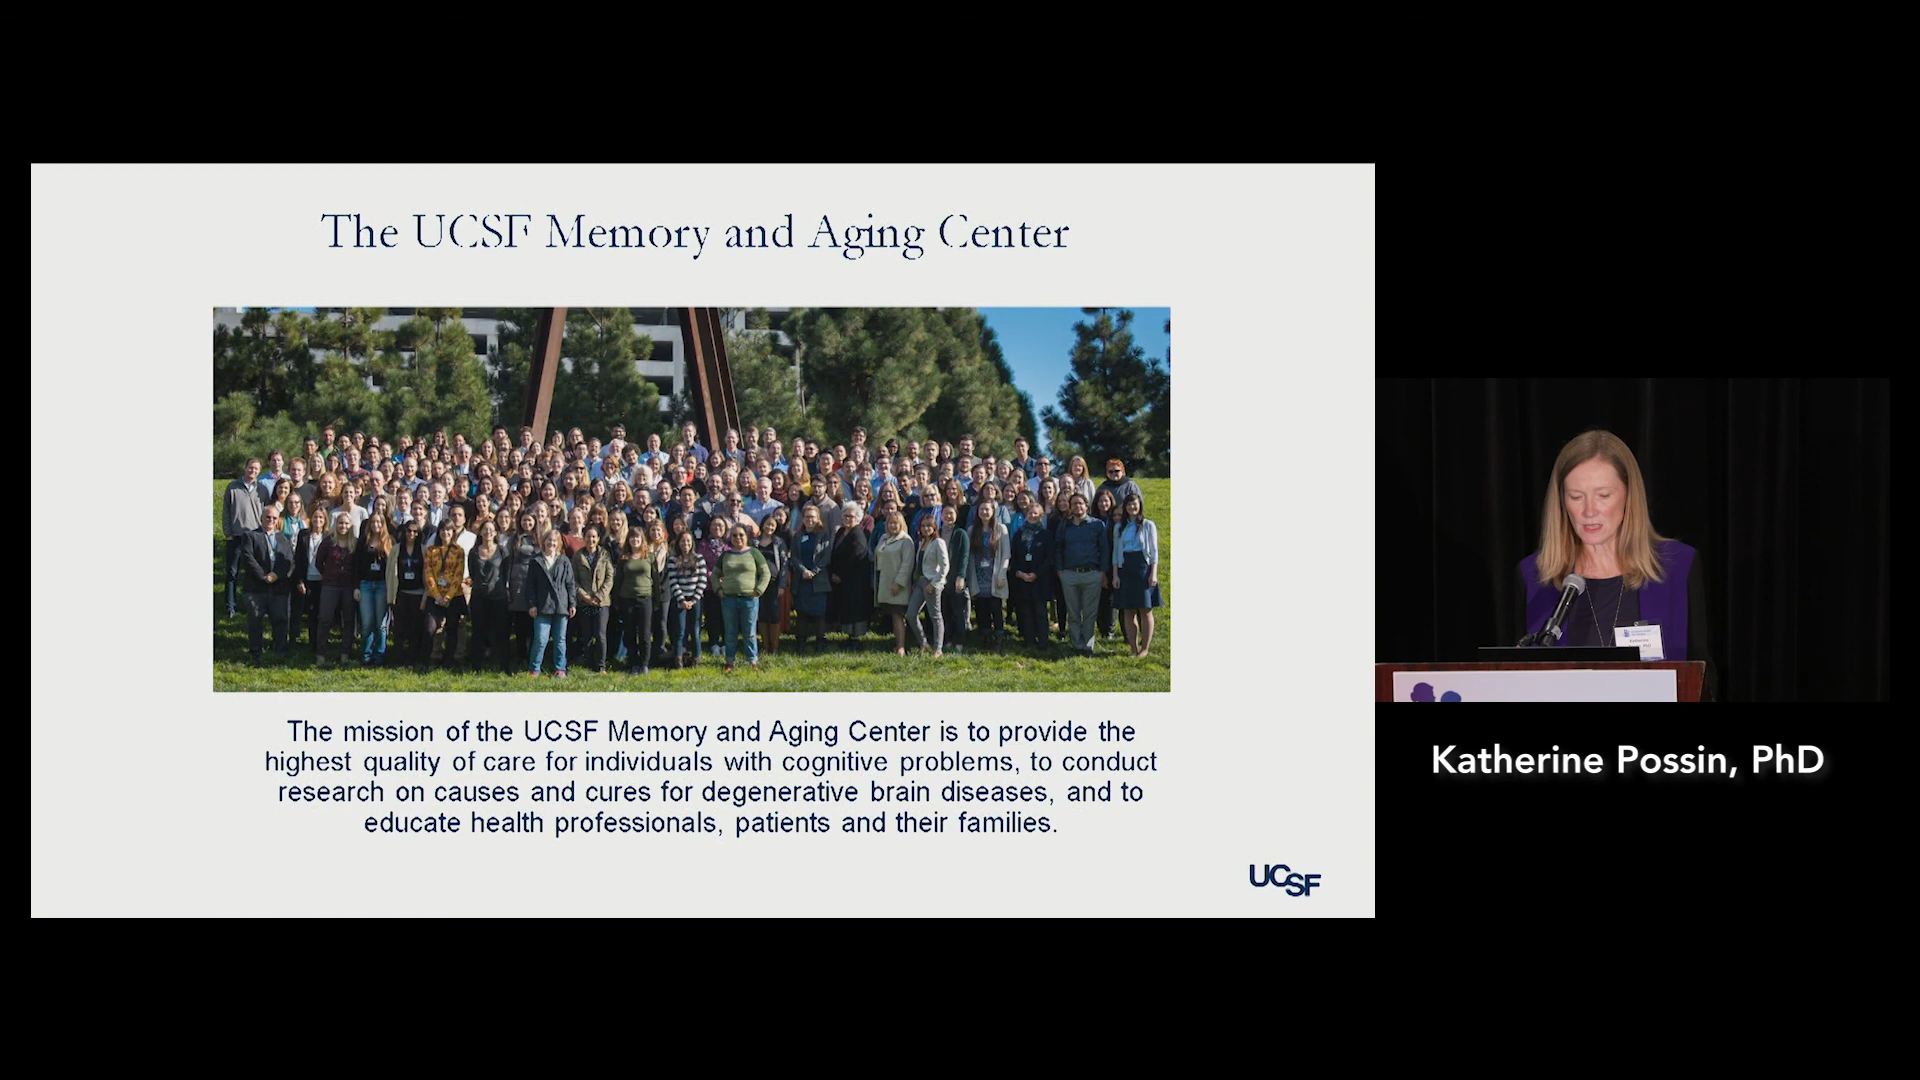 The UCSF Memory and Aging Center
The mission of the UCSF Memory and Aging Center is to provide the
highest quality of care for individuals with cognitive problems, to conduct
research on causes and cures for degenerative brain diseases, and to
educate health professionals, patients and their families.
UCSF
Katherine
PhD
Katherine Possin, PhD